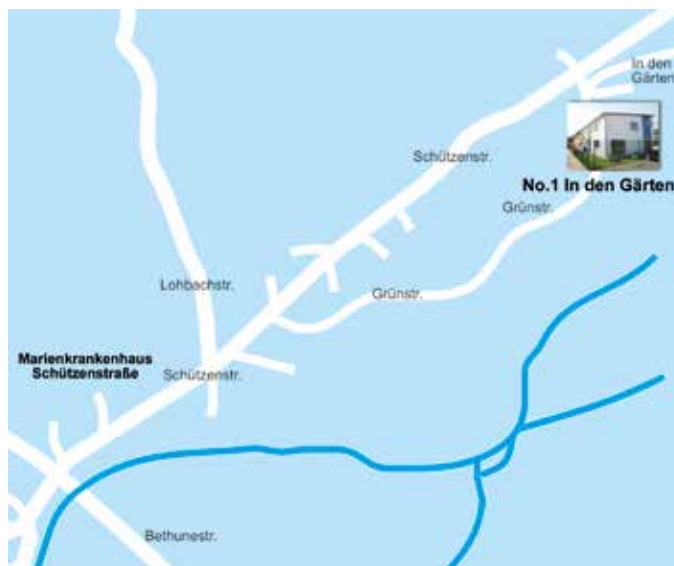 In den
Gärten
Schützenstr.
No.1 In den Gärten
Grünstr.
Lohbachstr.
Grünstr.
Marienkrankenhaus
Schützenstraße
Schützenstr.
Bethunestr.